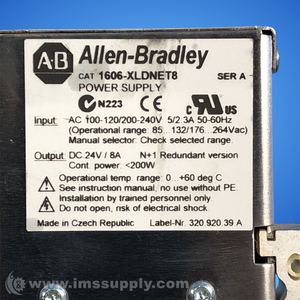 A·B Allen-Bradley
CAT 1606-XLDNET8 SER A
POWER SUPPLY
N223 CE c UL US
Input: AC 100-120/200-240V 5/2.3A 50-60Hz
(Operational range: 85...132/176...264Vac)
Manual selector: Check selected range.
Output: DC 24V / 8A N+1 Redundant version
Cont. power: <200W
Operational temp. range: 0...+60 deg C
See instruction manual, no use without PE.
Installation by trained personnel only
Do not open, risk of electrical shock
Made in Czech Republic Label-Nr. 320.920.39 A
© www.imssupply.com